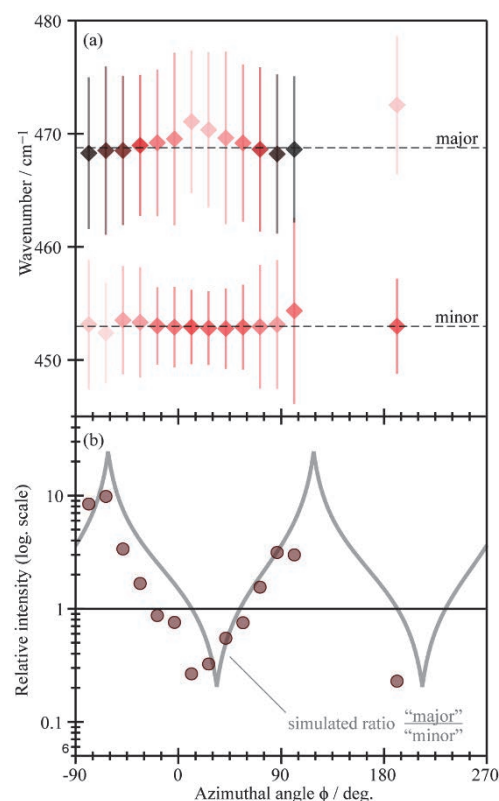 480
(a)
470
major
460
minor
450
Wavenumber / cm⁻¹
(b)
10
1
0.1
6
Relative intensity (log. scale)
simulated ratio “major”
“minor”
-90 0 90 180 270
Azimuthal angle ϕ / deg.